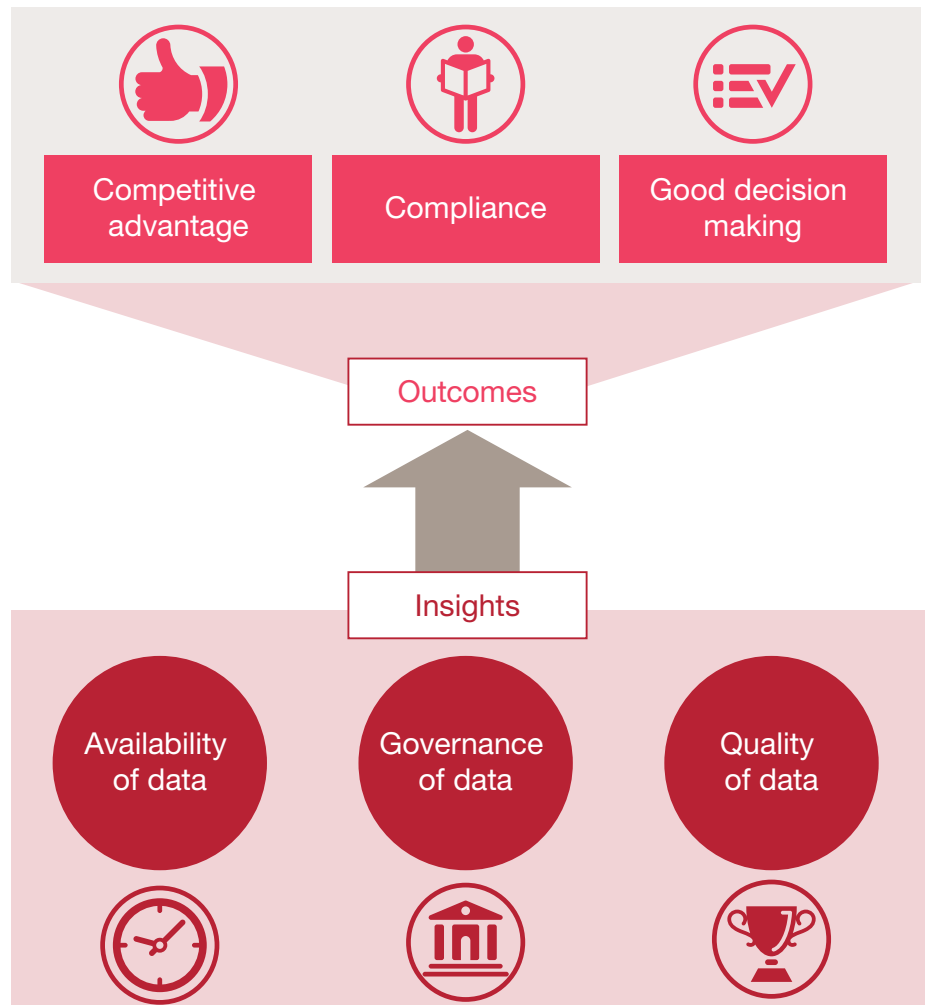 Competitive
advantage
Compliance
Good decision
making
Outcomes
Insights
Availability
of data
Governance
of data
Quality
of data